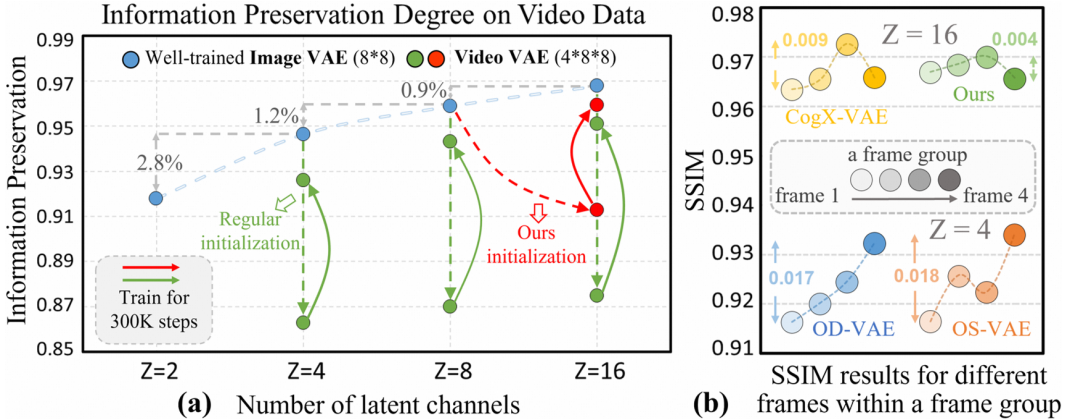 Information Preservation Degree on Video Data
Information Preservation
0.99
0.97
0.95
0.93
0.91
0.89
0.87
0.85
Well-trained Image VAE (8*8)
Video VAE (4*8*8)
2.8%
1.2%
0.9%
Regular
initialization
Ours
initialization
Train for
300K steps
Z=2
Z=4
Z=8
Z=16
(a) Number of latent channels
SSIM
0.98
0.97
0.96
0.95
0.94
0.93
0.92
0.91
0.009
Z = 16
0.004
CogX-VAE
Ours
a frame group
frame 1
frame 4
Z = 4
0.017
0.018
OD-VAE
OS-VAE
(b) SSIM results for different
frames within a frame group